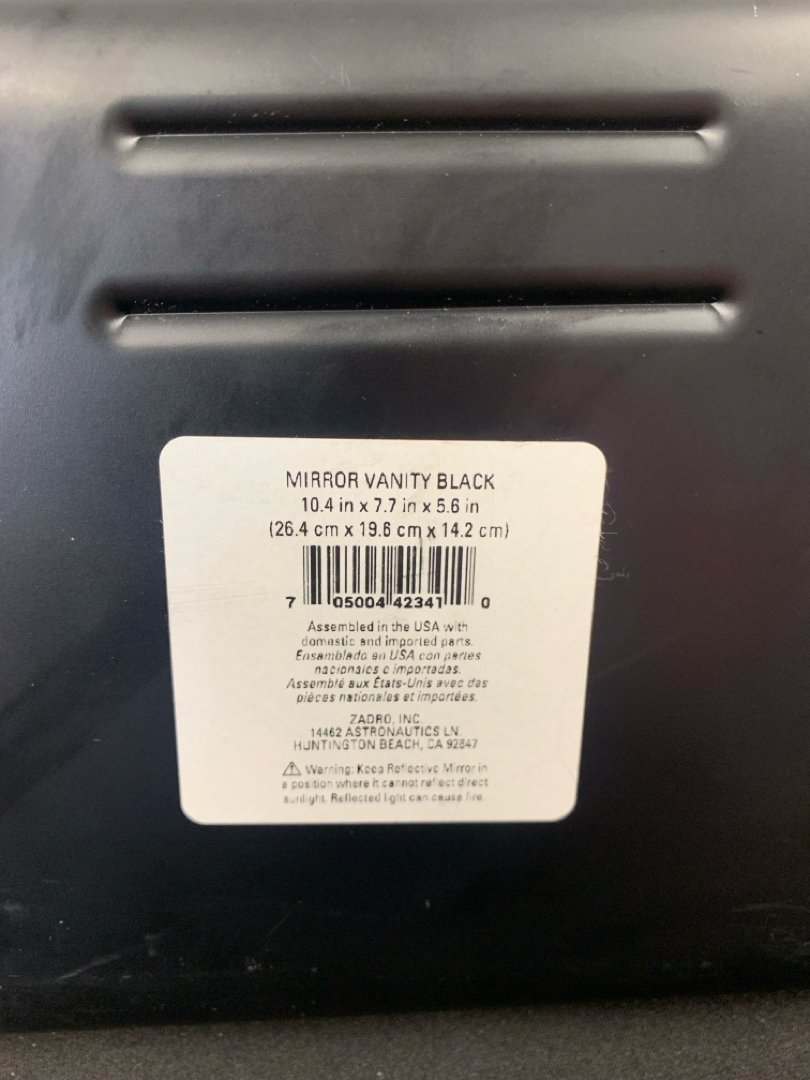 MIRROR VANITY BLACK
10.4 in x 7.7 in x 5.6 in
(26.4 cm x 19.6 cm x 14.2 cm)
7 05004 42341 0
Assembled in the USA with
domestic and imported parts.
Ensamblado en USA con partes
nacionales e importadas.
Assemblé aux États-Unis avec des
pièces nationales et importées.
ZADRO, INC.
14462 ASTRONAUTICS LN
HUNTINGTON BEACH, CA 92647
Warning: Keep Reflective Mirror in
a position where it cannot reflect direct
sunlight. Reflected light can cause fire.